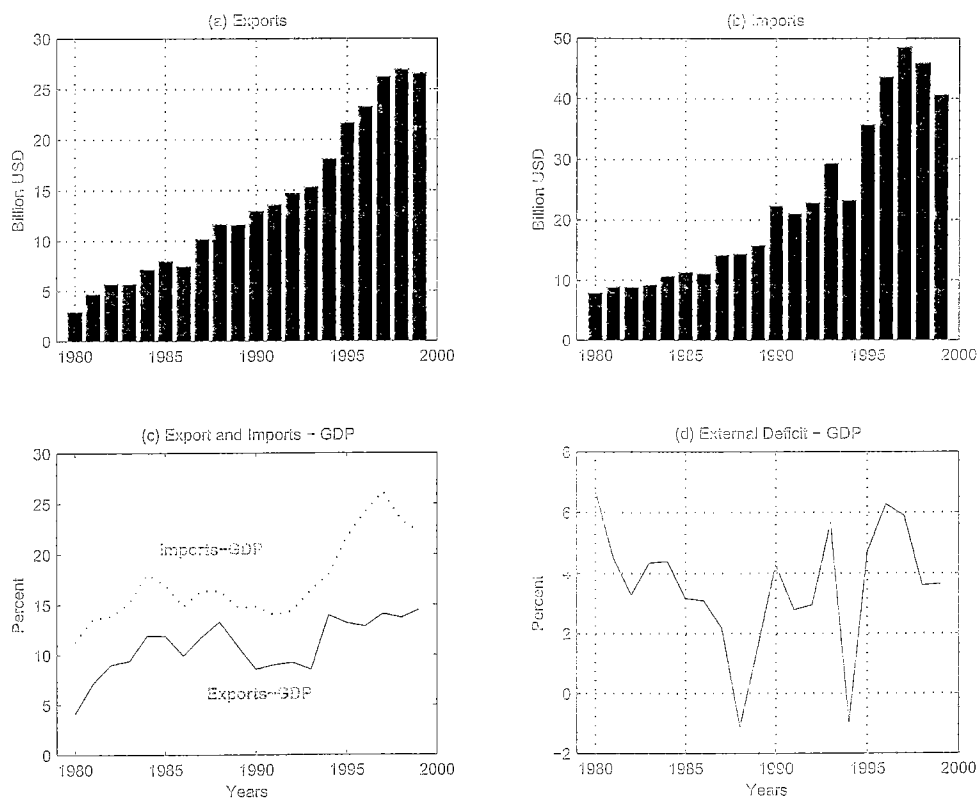 (a) Exports
30
25
20
15
10
5
0
Billion USD
1980 1985 1990 1995 2000
(b) Imports
50
40
30
20
10
0
Billion USD
1980 1985 1990 1995 2000
(c) Export and Imports - GDP
30
25
20
15
10
5
0
Percent
Imports-GDP
Exports-GDP
1980 1985 1990 1995 2000
Years
(d) External Deficit - GDP
8
6
4
2
0
-2
Percent
1980 1985 1990 1995 2000
Years